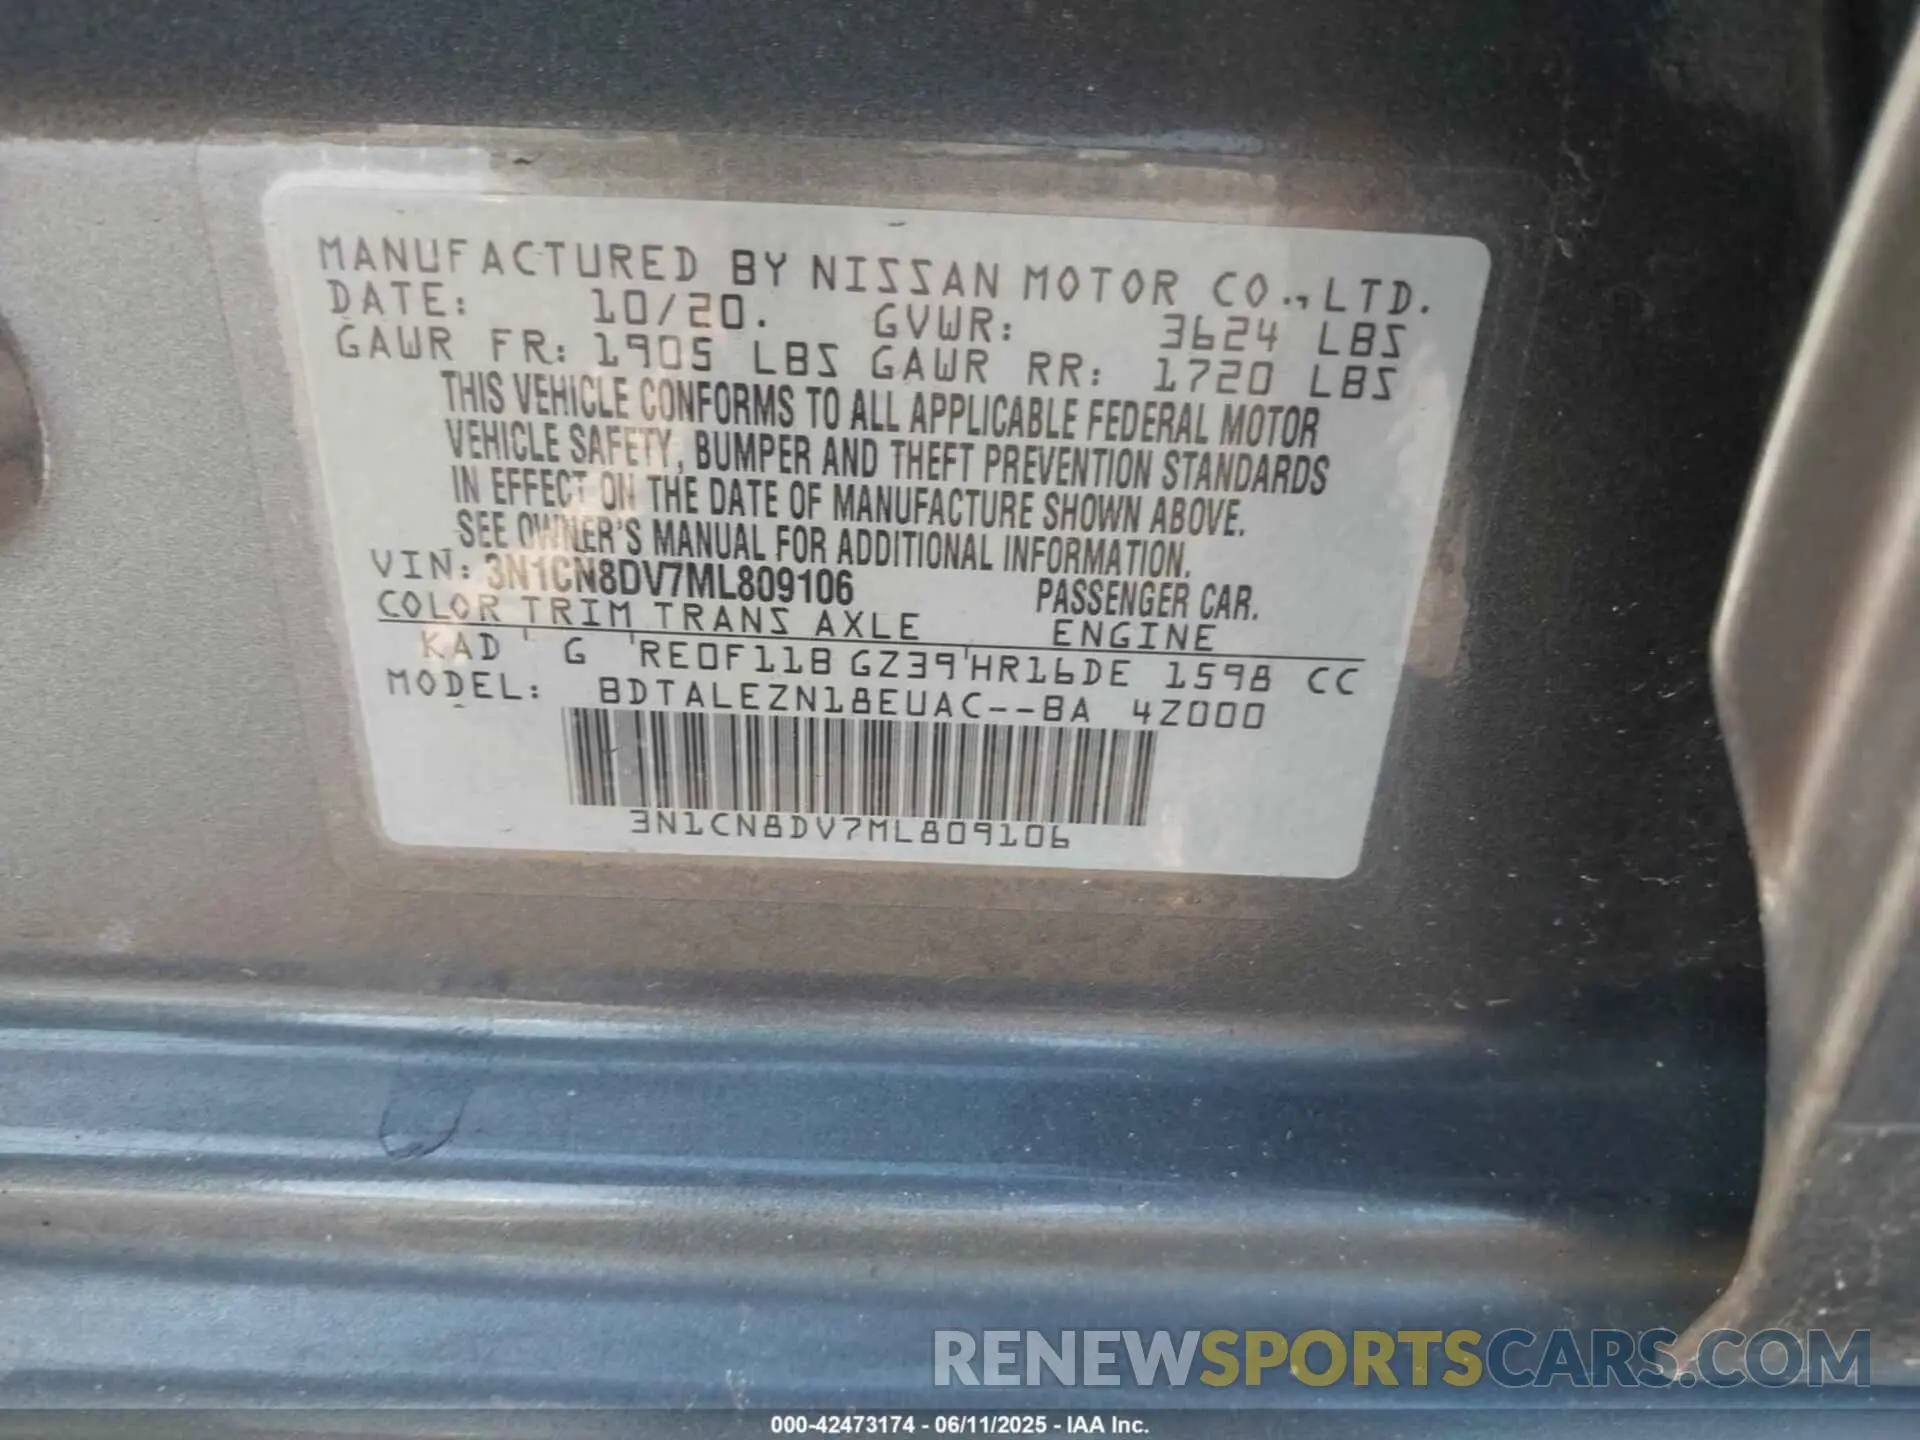 MANUFACTURED BY NISSAN MOTOR CO., LTD.
DATE: 10/20. GVWR: 3624 LBS
GAWR FR: 1905 LBS GAWR RR: 1720 LBS
THIS VEHICLE CONFORMS TO ALL APPLICABLE FEDERAL MOTOR
VEHICLE SAFETY, BUMPER AND THEFT PREVENTION STANDARDS
IN EFFECT ON THE DATE OF MANUFACTURE SHOWN ABOVE.
SEE OWNER'S MANUAL FOR ADDITIONAL INFORMATION.
VIN: 3N1CN8DV7ML809106 PASSENGER CAR.
COLOR TRIM TRANS AXLE ENGINE
KAD ' G 'RE0F11B GZ39'HR16DE 1598 CC
MODEL: BDTALEZN18EUAC--BA 4Z000
3N1CN8DV7ML809106
RENEWSPORTSCARS.COM
000-42473174 - 06/11/2025 - IAA Inc.